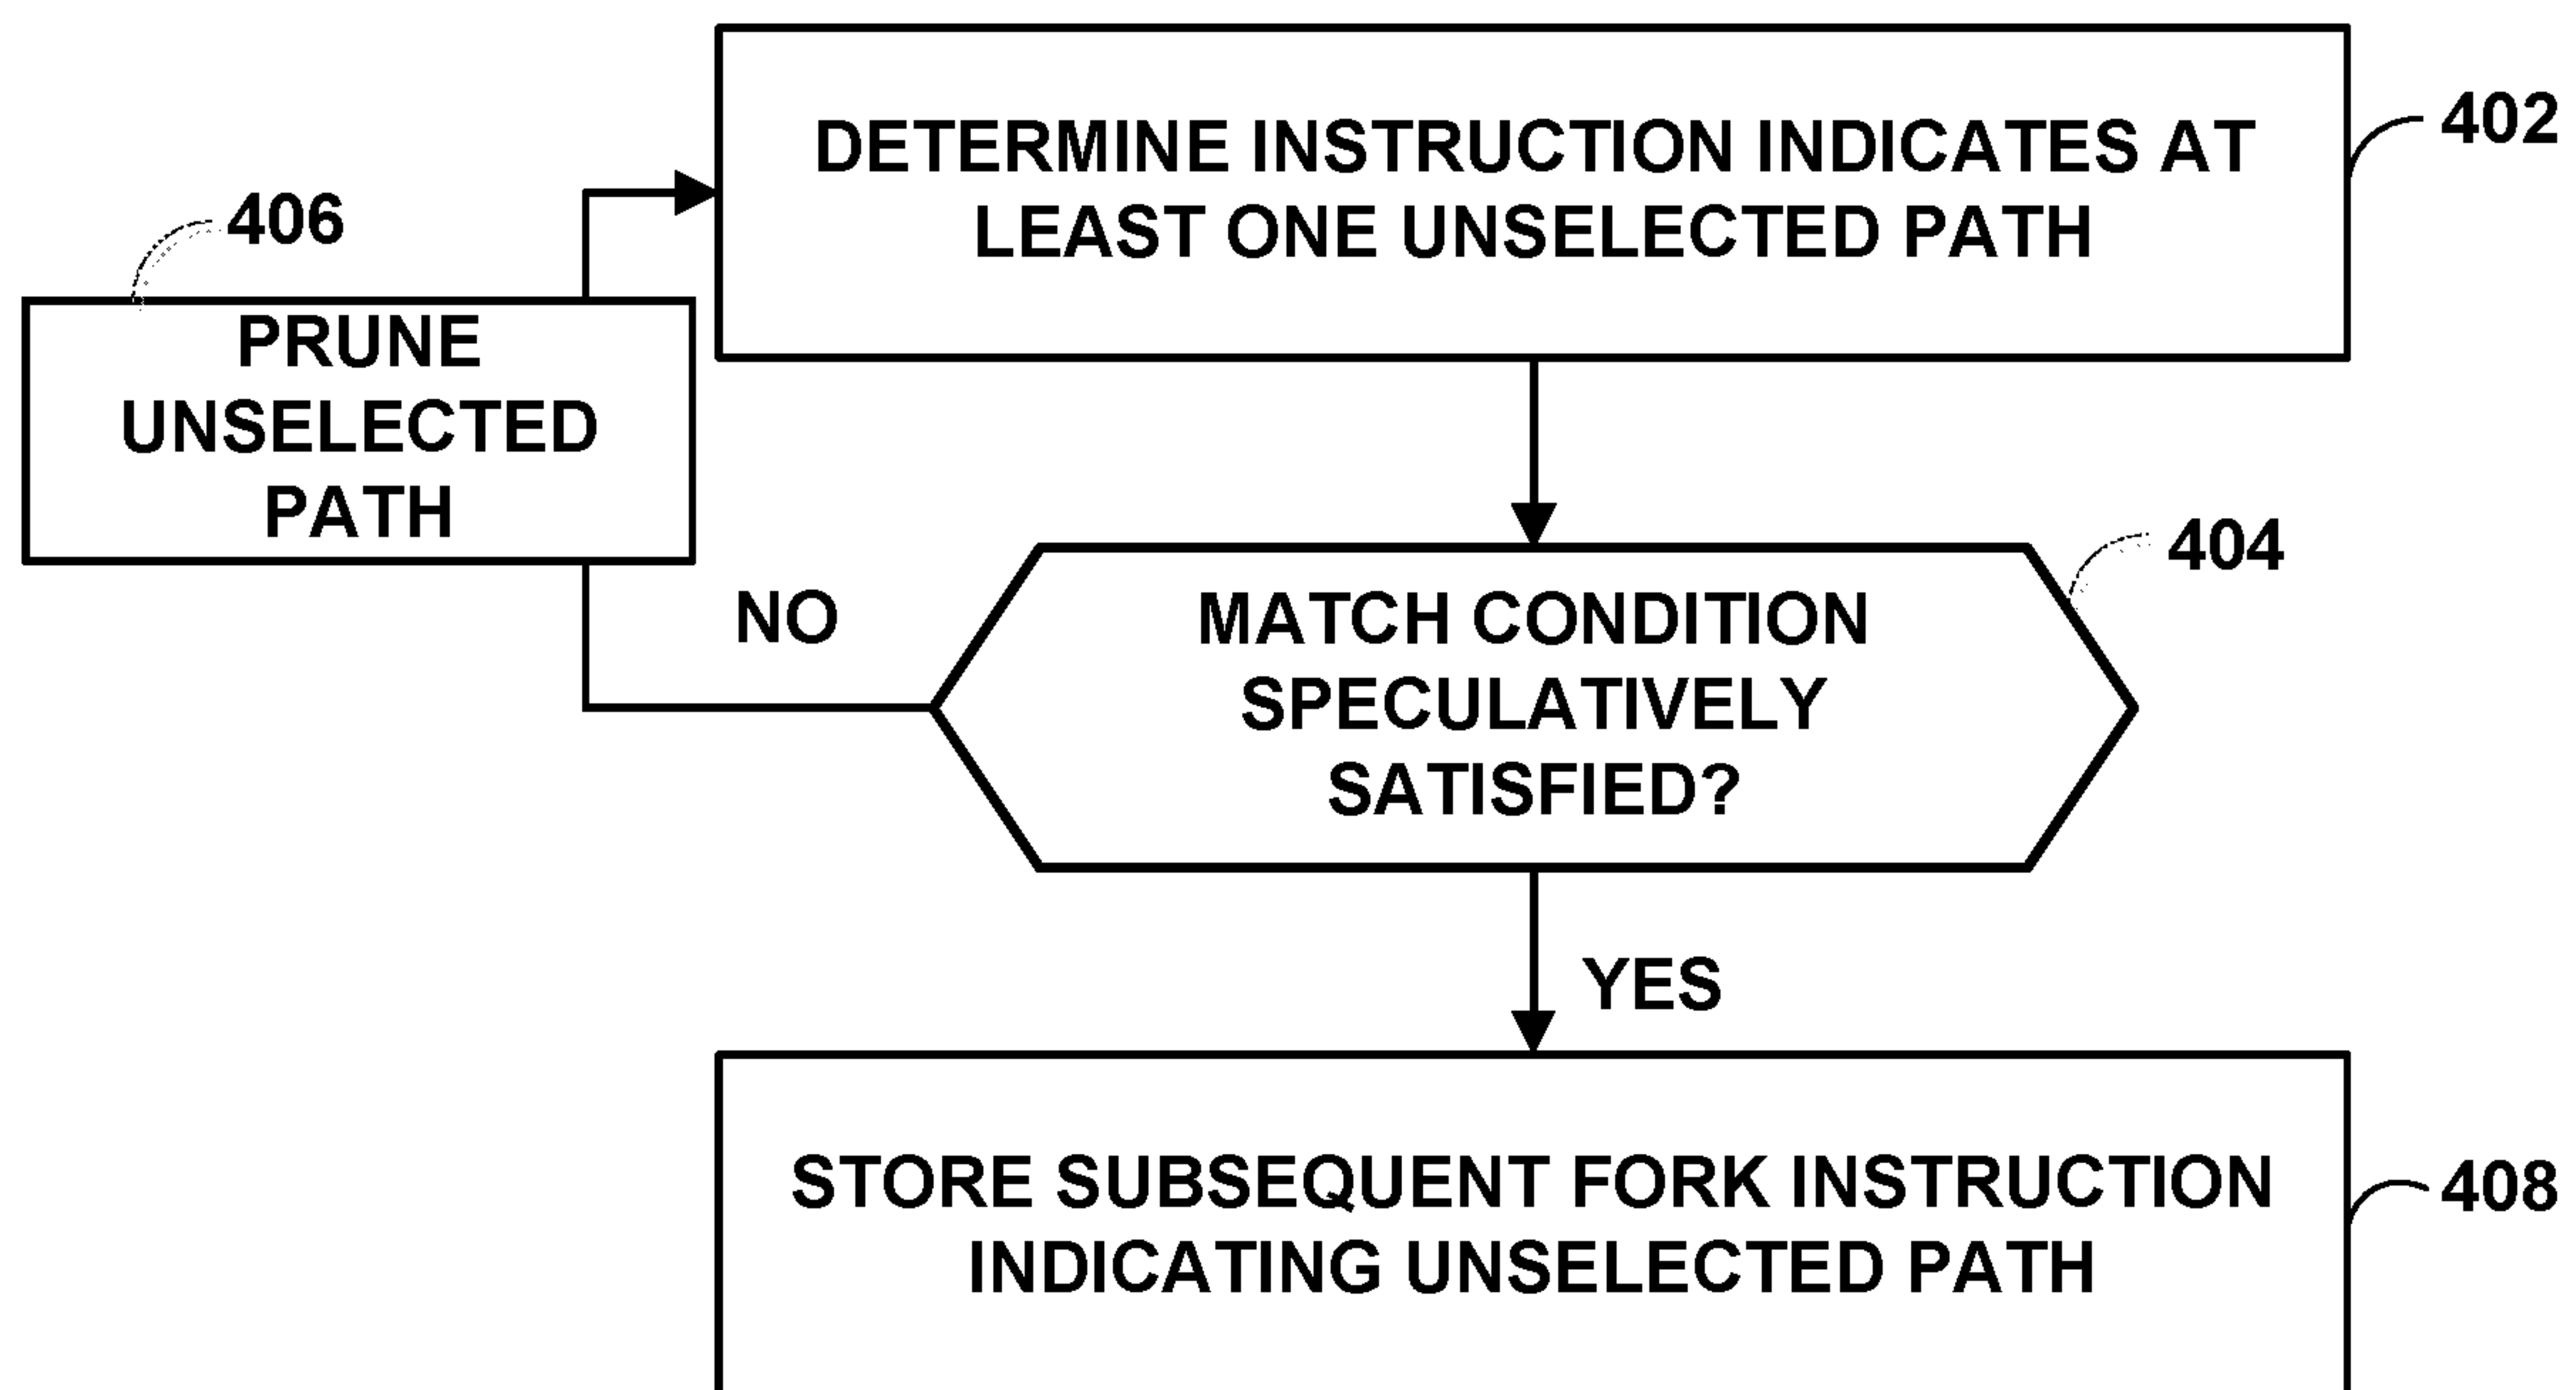 DETERMINE INSTRUCTION INDICATES AT
LEAST ONE UNSELECTED PATH
402
406
PRUNE
UNSELECTED
PATH
NO
MATCH CONDITION
SPECULATIVELY
SATISFIED?
404
YES
STORE SUBSEQUENT FORK INSTRUCTION
INDICATING UNSELECTED PATH
408